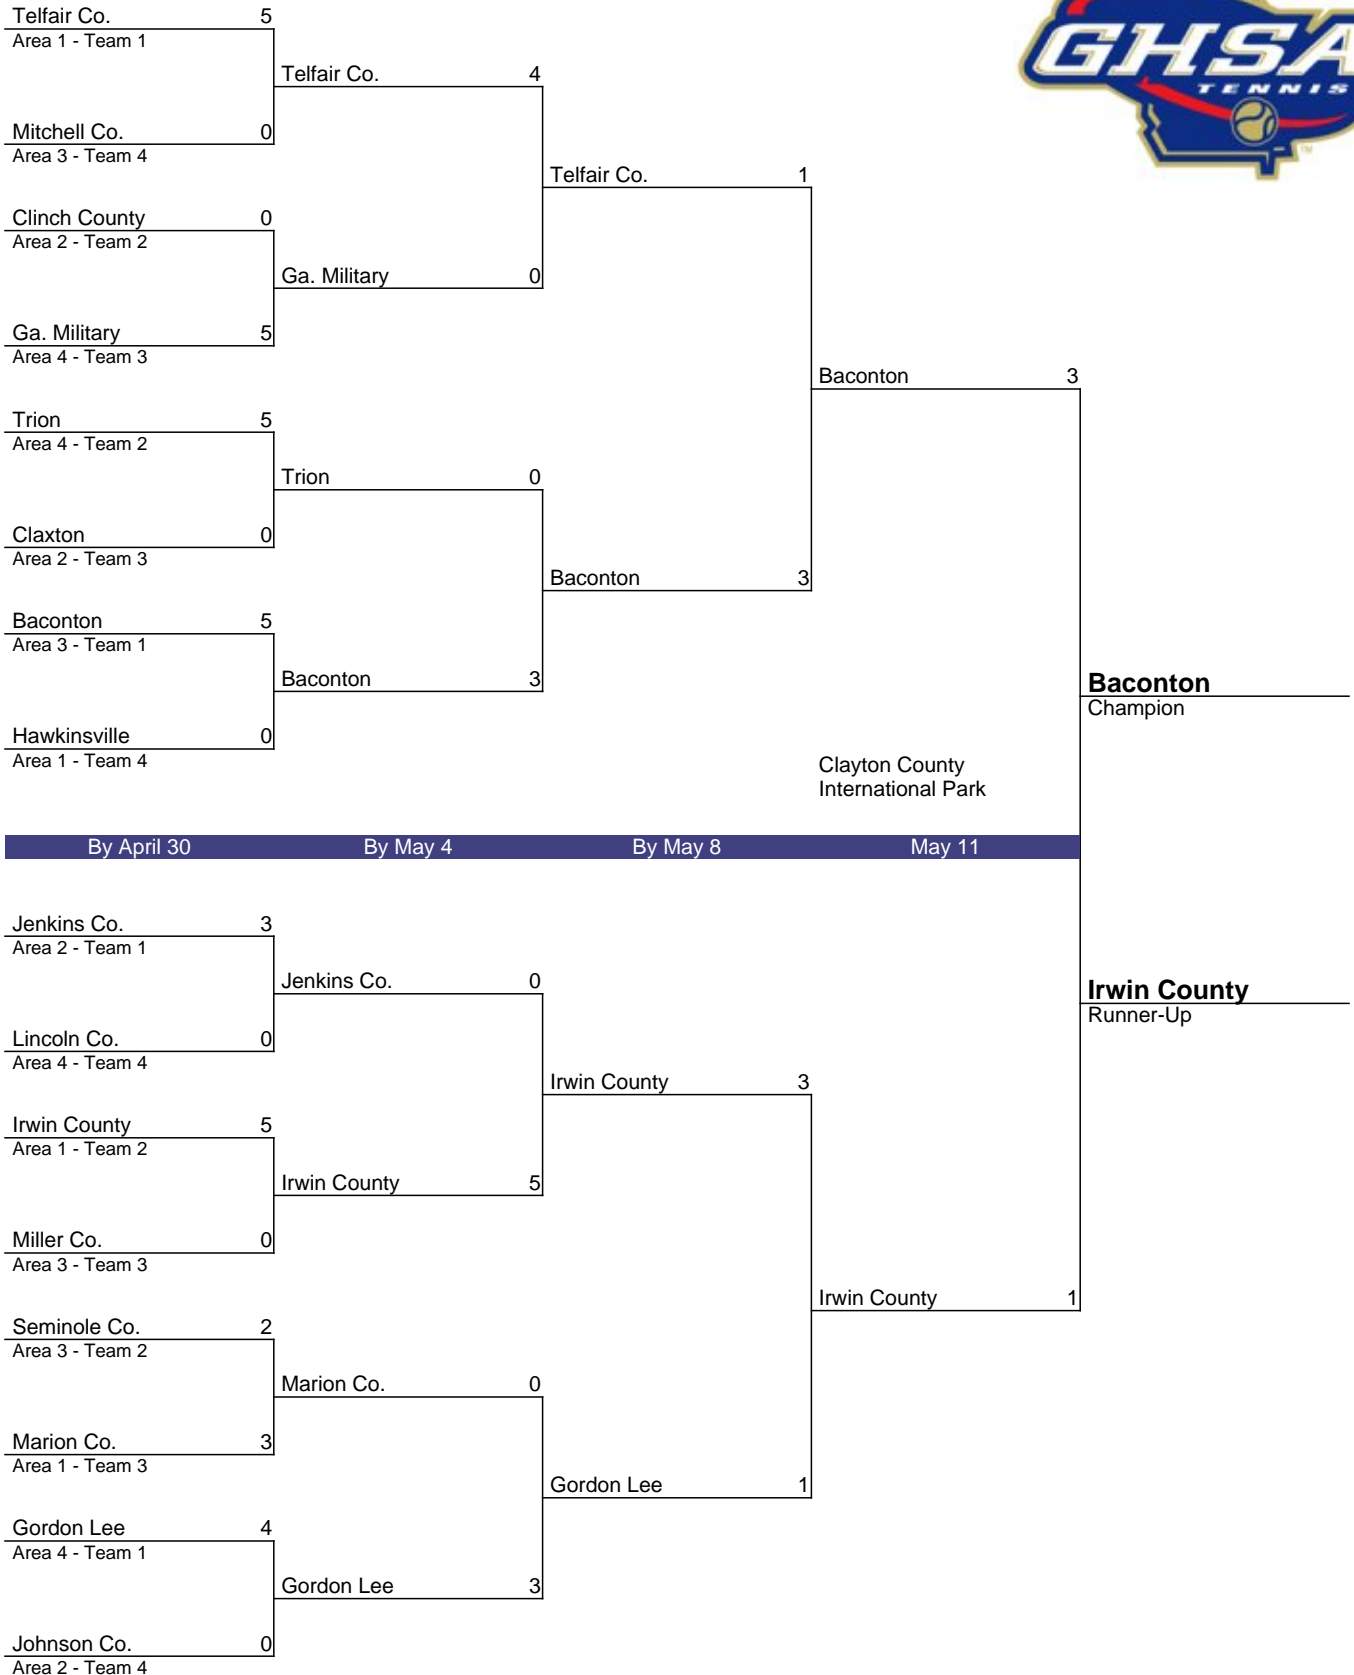 Telfair Co. 5
Area 1 - Team 1
GHSA
TENNIS
TM
Telfair Co. 4
Mitchell Co. 0
Area 3 - Team 4
Telfair Co. 1
Clinch County 0
Area 2 - Team 2
Ga. Military 0
Ga. Military 5
Area 4 - Team 3
Baconton 3
Trion 5
Area 4 - Team 2
Trion 0
Claxton 0
Area 2 - Team 3
Baconton 3
Baconton 5
Area 3 - Team 1
Baconton 3
Baconton
Champion
Hawkinsville 0
Area 1 - Team 4
Clayton County
International Park
By April 30 By May 4 By May 8 May 11
Jenkins Co. 3
Area 2 - Team 1
Jenkins Co. 0
Irwin County
Runner-Up
Lincoln Co. 0
Area 4 - Team 4
Irwin County 3
Irwin County 5
Area 1 - Team 2
Irwin County 5
Miller Co. 0
Area 3 - Team 3
Irwin County 1
Seminole Co. 2
Area 3 - Team 2
Marion Co. 0
Marion Co. 3
Area 1 - Team 3
Gordon Lee 1
Gordon Lee 4
Area 4 - Team 1
Gordon Lee 3
Johnson Co. 0
Area 2 - Team 4